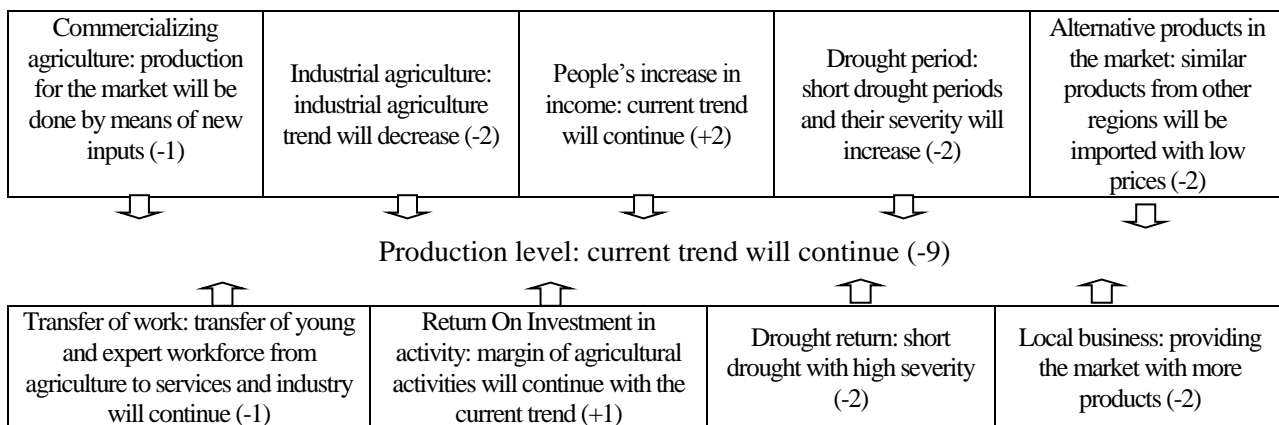 Commercializing
agriculture: production
for the market will be
done by means of new
inputs (-1)
Industrial agriculture:
industrial agriculture
trend will decrease (-2)
People’s increase in
income: current trend
will continue (+2)
Drought period:
short drought periods
and their severity will
increase (-2)
Alternative products in
the market: similar
products from other
regions will be
imported with low
prices (-2)
Production level: current trend will continue (-9)
Transfer of work: transfer of young
and expert workforce from
agriculture to services and industry
will continue (-1)
Return On Investment in
activity: margin of agricultural
activities will continue with the
current trend (+1)
Drought return: short
drought with high severity
(-2)
Local business: providing
the market with more
products (-2)